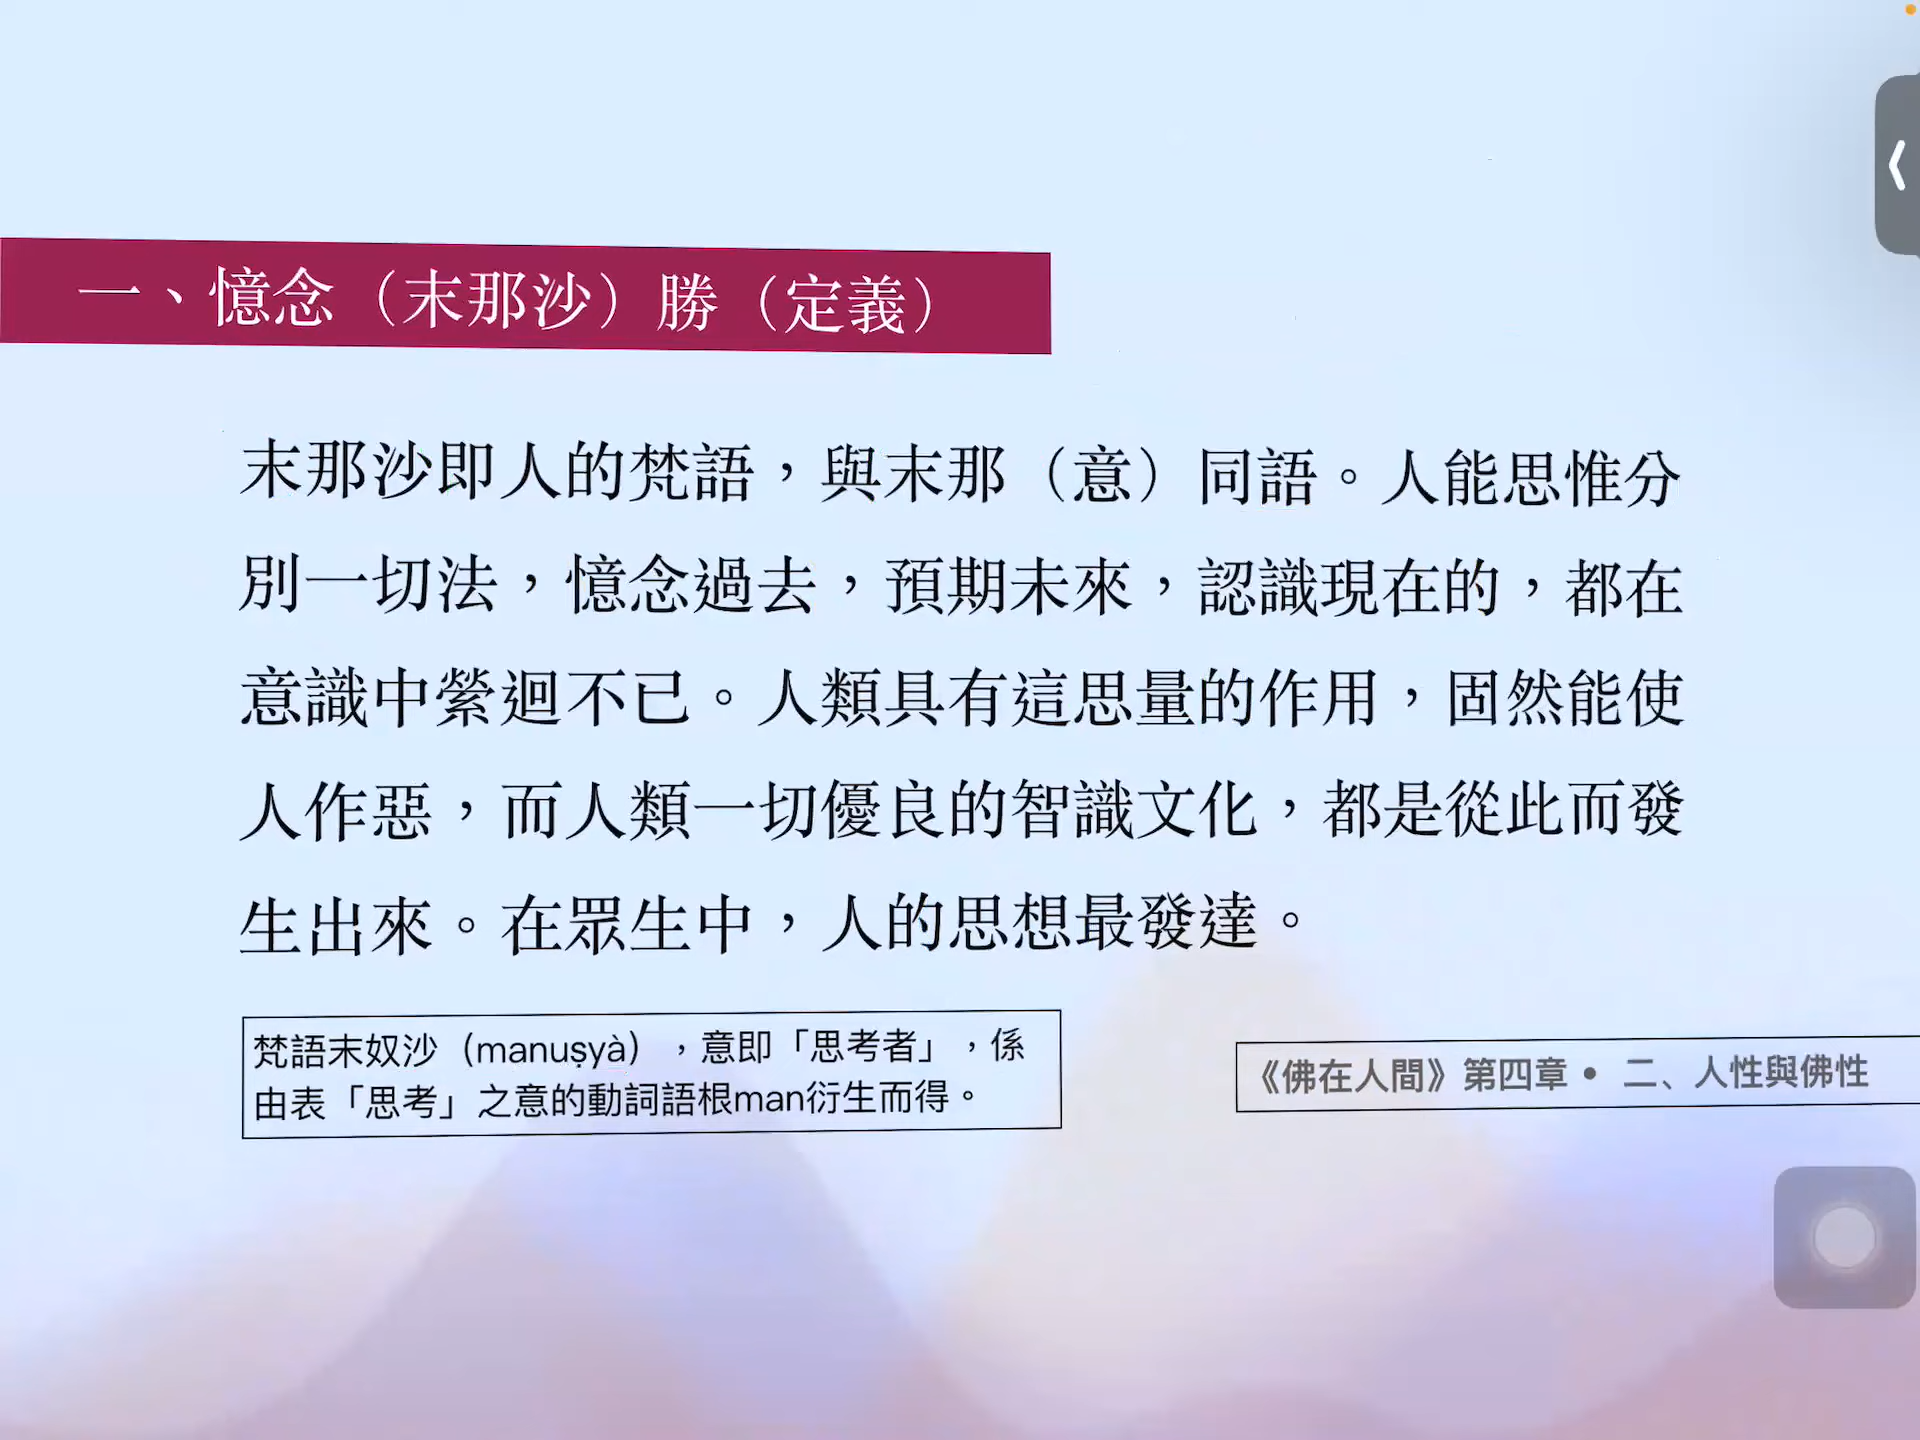 一、憶念（末那沙）勝（定義）
末那沙即人的梵語，與末那（意）同語。人能思惟分
別一切法，憶念過去，預期未來，認識現在的，都在
意識中縈迴不已。人類具有這思量的作用，固然能使
人作惡，而人類一切優良的智識文化，都是從此而發
生出來。在眾生中，人的思想最發達。
梵語末奴沙（manuṣyà），意即「思考者」，係
由表「思考」之意的動詞語根man衍生而得。
《佛在人間》第四章• 二、人性與佛性